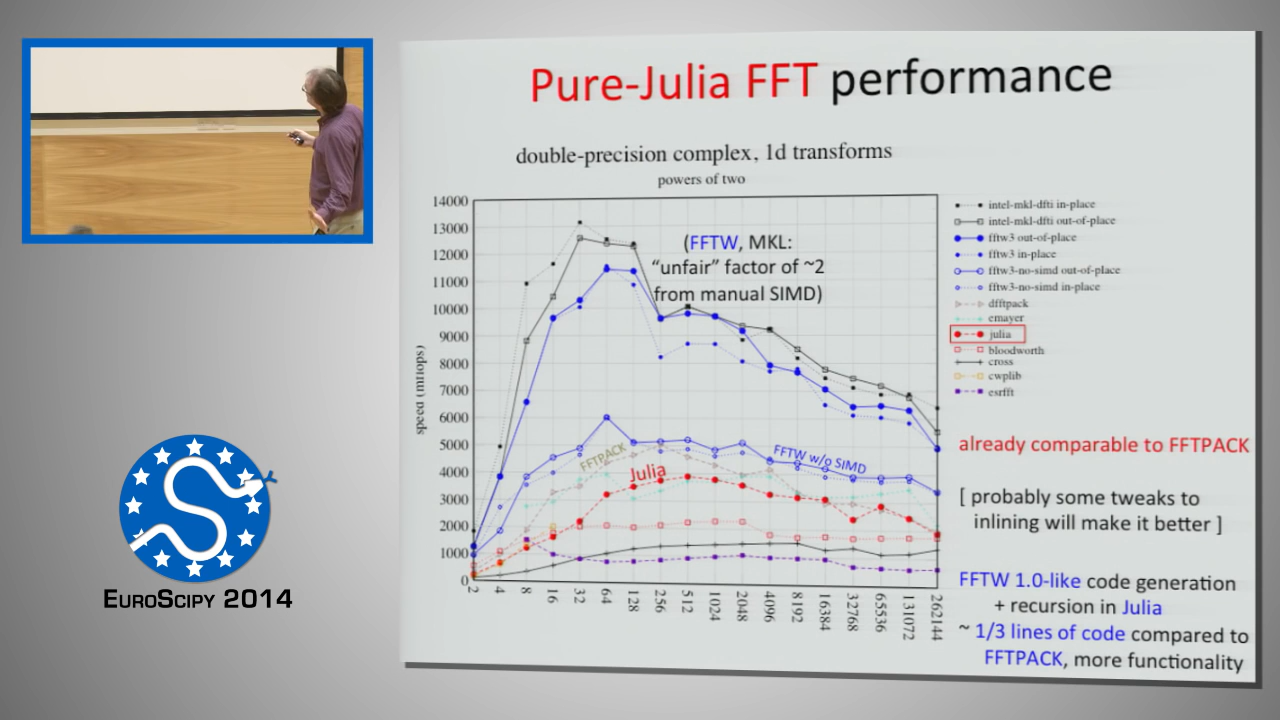 Pure-Julia FFT performance
double-precision complex, 1d transforms
powers of two
14000
13000
12000
11000
10000
9000
8000
7000
6000
5000
4000
3000
2000
1000
0
speed (mflops)
2
4
8
16
32
64
128
256
512
1024
2048
4096
8192
16384
32768
65536
131072
262144
(FFTW, MKL:
“unfair” factor of ~2
from manual SIMD)
FFTPACK
Julia
FFTW w/o SIMD
intel-mkl-dfti in-place
intel-mkl-dfti out-of-place
fftw3 out-of-place
fftw3 in-place
fftw3-no-simd out-of-place
fftw3-no-simd in-place
dfftpack
emayer
julia
bloodworth
cross
cwplib
esrfft
already comparable to FFTPACK
[ probably some tweaks to
inlining will make it better ]
FFTW 1.0-like code generation
+ recursion in Julia
~ 1/3 lines of code compared to
FFTPACK, more functionality
EUROSCIPY 2014